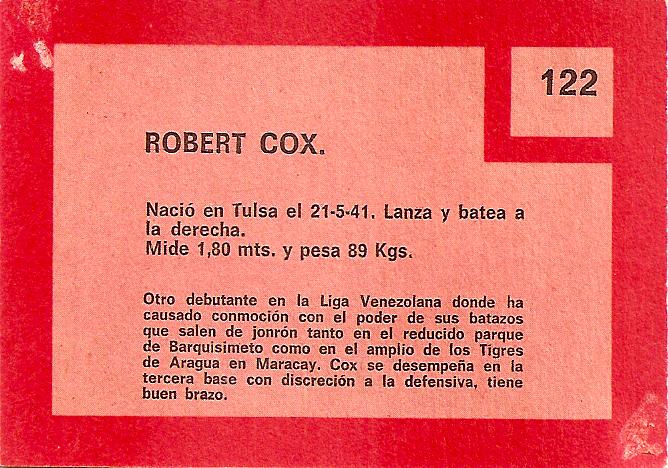 122
ROBERT COX.
Nació en Tulsa el 21-5-41. Lanza y batea a
la derecha.
Mide 1,80 mts. y pesa 89 Kgs.
Otro debutante en la Liga Venezolana donde ha
causado conmoción con el poder de sus batazos
que salen de jonrón tanto en el reducido parque
de Barquisimeto como en el amplio de los Tigres
de Aragua en Maracay. Cox se desempeña en la
tercera base con discreción a la defensiva, tiene
buen brazo.